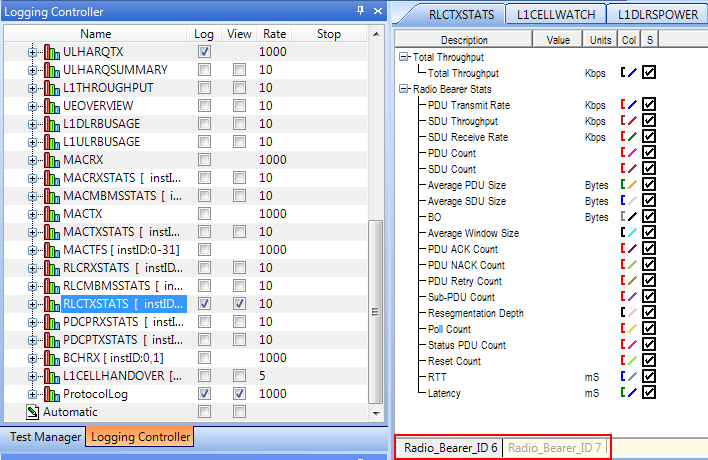 Logging Controller
Name Log View Rate Stop
ULHARQTX 1000
ULHARQSUMMARY 10
L1THROUGHPUT 10
UEOVERVIEW 10
L1DLRBUSAGE 10
L1ULRBUSAGE 10
MACRX 1000
MACRXSTATS [ instI... 10
MACMBMSSTATS [ inst... 10
MACTX 1000
MACTXSTATS [ instID... 10
MACTFS [ instID:0-31] 1000
RLCRXSTATS [ instID... 10
RLCMBMSSTATS [ inst... 10
RLCTXSTATS [ instID... 10
PDCPRXSTATS [ instI... 10
PDCPTXSTATS [ instI... 10
BCHRX [ instID:0,1] 1000
L1CELLHANDOVER [... 5
ProtocolLog 1000
Automatic
Test Manager Logging Controller
RLCTXSTATS L1CELLWATCH L1DLRSPOWER
Description Value Units Col S
Total Throughput
Total Throughput Kbps
Radio Bearer Stats
PDU Transmit Rate Kbps
SDU Throughput Kbps
SDU Receive Rate Kbps
PDU Count
SDU Count
Average PDU Size Bytes
Average SDU Size Bytes
BO Bytes
Average Window Size
PDU ACK Count
PDU NACK Count
PDU Retry Count
Sub-PDU Count
Resegmentation Depth
Poll Count
Status PDU Count
Reset Count
RTT mS
Latency mS
Radio_Bearer_ID 6 Radio_Bearer_ID 7